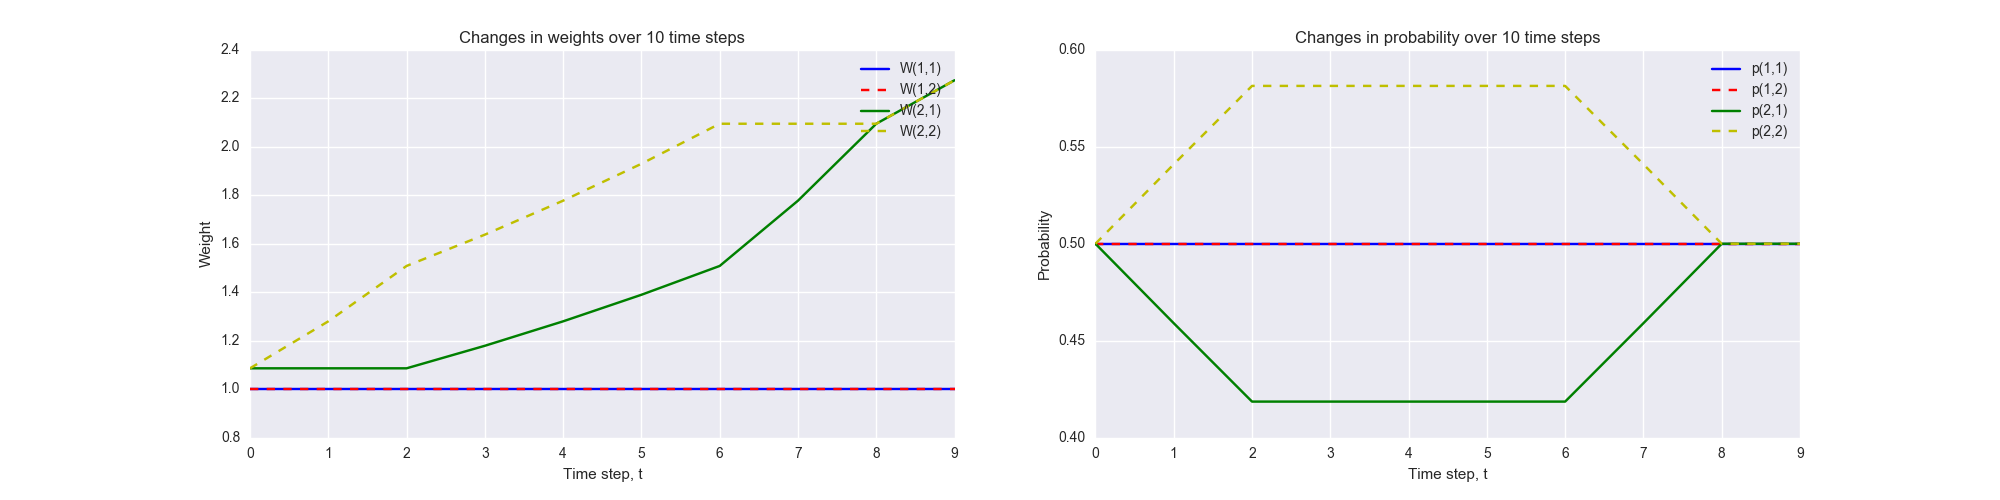 Changes in weights over 10 time steps
2.4
2.2
2.0
1.8
1.6
1.4
1.2
1.0
0.8
Weight
W(1,1)
W(1,2)
W(2,1)
W(2,2)
0 1 2 3 4 5 6 7 8 9
Time step, t
Changes in probability over 10 time steps
0.60
0.55
0.50
0.45
0.40
Probability
p(1,1)
p(1,2)
p(2,1)
p(2,2)
0 1 2 3 4 5 6 7 8 9
Time step, t